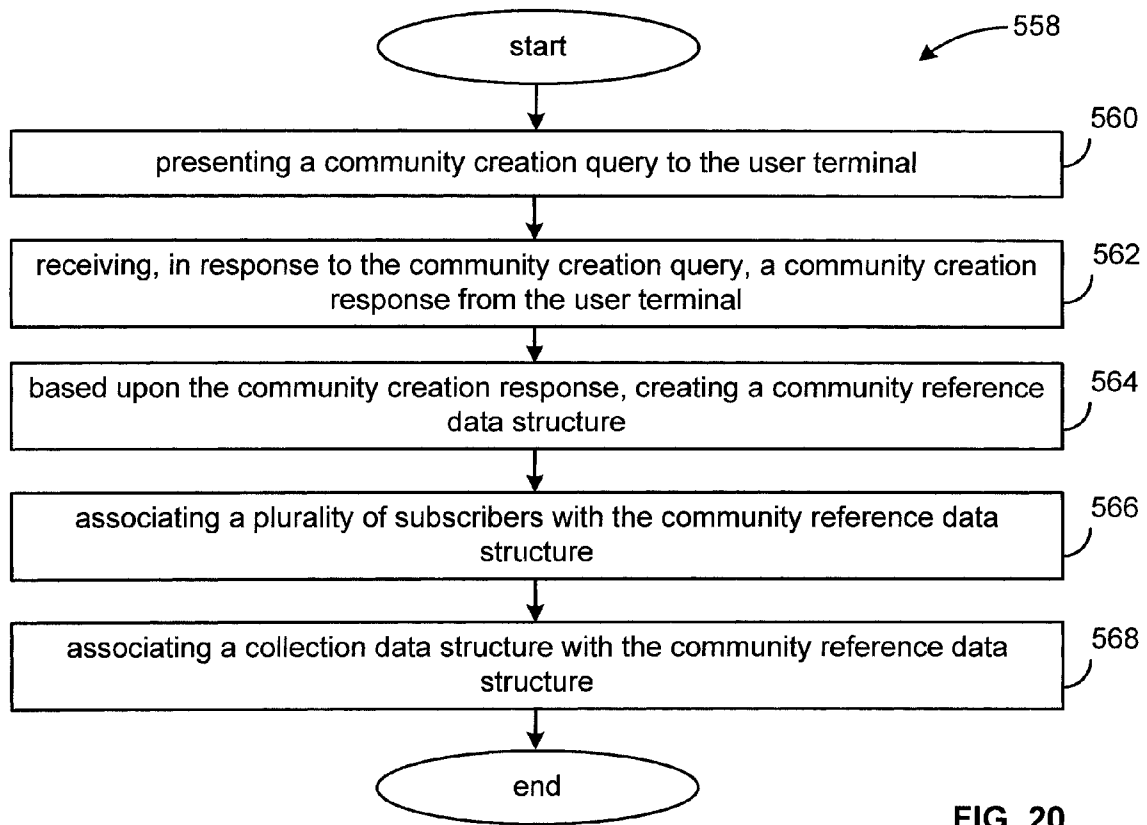 start
558
560
presenting a community creation query to the user terminal
562
receiving, in response to the community creation query, a community creation
response from the user terminal
564
based upon the community creation response, creating a community reference
data structure
566
associating a plurality of subscribers with the community reference data
structure
568
associating a collection data structure with the community reference data
structure
end
FIG. 20